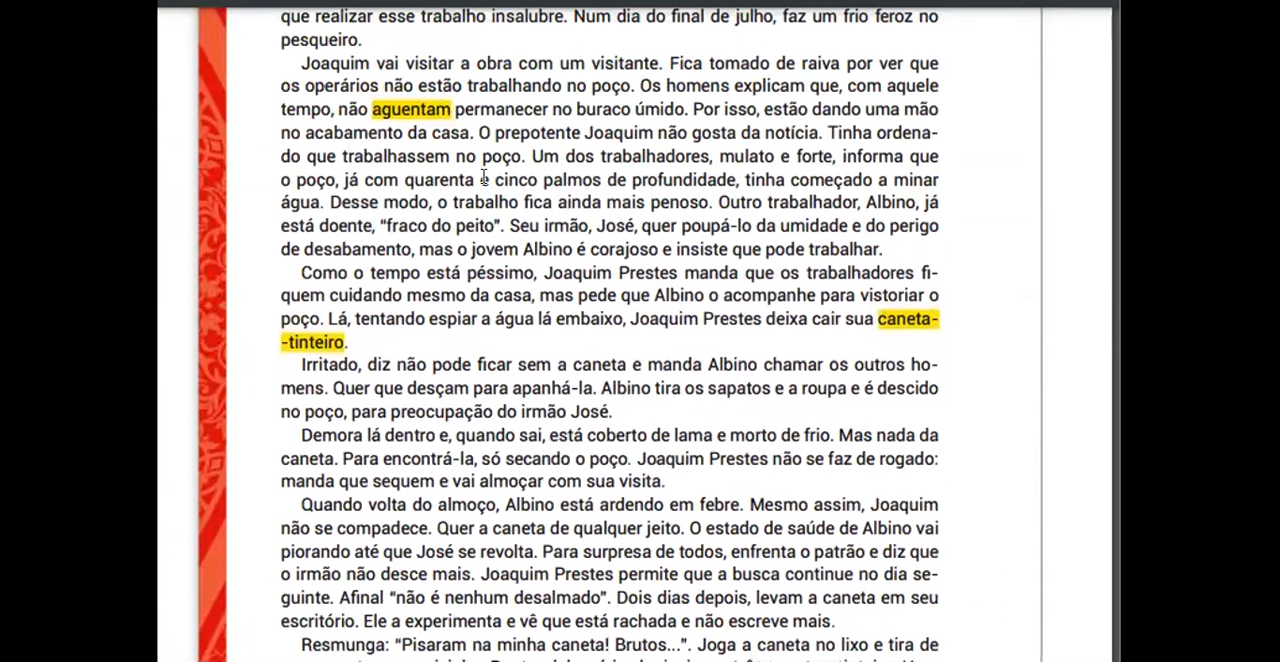 que realizar esse trabalho insalubre. Num dia do final de julho, faz um frio feroz no
pesqueiro.
Joaquim vai visitar a obra com um visitante. Fica tomado de raiva por ver que
os operários não estão trabalhando no poço. Os homens explicam que, com aquele
tempo, não aguentam permanecer no buraco úmido. Por isso, estão dando uma mão
no acabamento da casa. O prepotente Joaquim não gosta da notícia. Tinha ordena-
do que trabalhassem no poço. Um dos trabalhadores, mulato e forte, informa que
o poço, já com quarenta e cinco palmos de profundidade, tinha começado a minar
água. Desse modo, o trabalho fica ainda mais penoso. Outro trabalhador, Albino, já
está doente, “fraco do peito”. Seu irmão, José, quer poupá-lo da umidade e do perigo
de desabamento, mas o jovem Albino é corajoso e insiste que pode trabalhar.
Como o tempo está péssimo, Joaquim Prestes manda que os trabalhadores fi-
quem cuidando mesmo da casa, mas pede que Albino o acompanhe para vistoriar o
poço. Lá, tentando espiar a água lá embaixo, Joaquim Prestes deixa cair sua caneta-
-tinteiro.
Irritado, diz não pode ficar sem a caneta e manda Albino chamar os outros ho-
mens. Quer que desçam para apanhá-la. Albino tira os sapatos e a roupa e é descido
no poço, para preocupação do irmão José.
Demora lá dentro e, quando sai, está coberto de lama e morto de frio. Mas nada da
caneta. Para encontrá-la, só secando o poço. Joaquim Prestes não se faz de rogado:
manda que sequem e vai almoçar com sua visita.
Quando volta do almoço, Albino está ardendo em febre. Mesmo assim, Joaquim
não se compadece. Quer a caneta de qualquer jeito. O estado de saúde de Albino vai
piorando até que José se revolta. Para surpresa de todos, enfrenta o patrão e diz que
o irmão não desce mais. Joaquim Prestes permite que a busca continue no dia se-
guinte. Afinal “não é nenhum desalmado”. Dois dias depois, levam a caneta em seu
escritório. Ele a experimenta e vê que está rachada e não escreve mais.
Resmunga: “Pisaram na minha caneta! Brutos...”. Joga a caneta no lixo e tira de